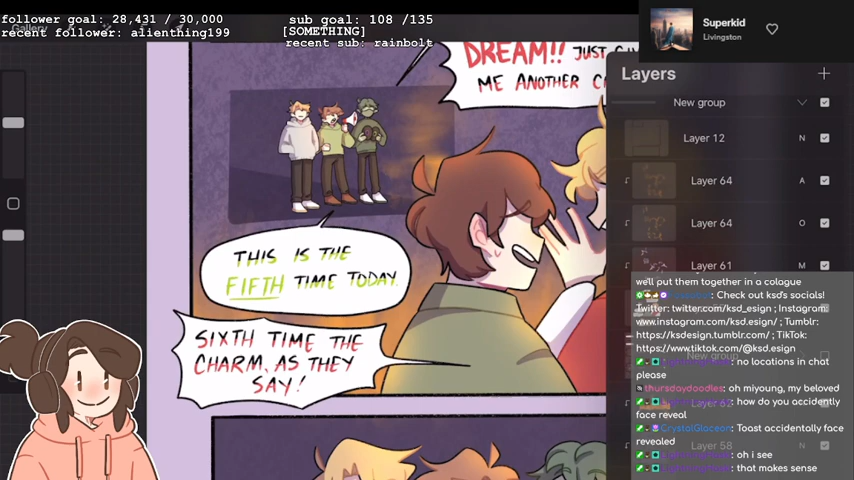 follower goal: 28,431 / 30,000
recent follower: aiienthing199
sub goal: 108 /135
[SOMETHING]
recent sub: rainbolt
Superkid
Livingston
DREAM!! JUST
ME ANOTHER
THIS IS THE
FIFTH TIME TODAY.
SIXTH TIME THE
CHARM, AS THEY
SAY!
Layers
New group
Layer 12
N
Layer 64
A
Layer 64
O
Layer 61
M
we'll put them together in a colague
: Check out ksd's socials!
Twitter: twitter.com/ksd_esign ; Instagram:
www.instagram.com/ksd.esign/ ; Tumblr:
https://ksdesign.tumblr.com/ ; TikTok:
https://www.tiktok.com/@ksd.esign
: no locations in chat
please
thursdaydoodles: oh miyoung, my beloved
: how do you accidently
face reveal
CrystalGlaceon: Toast accidentally face
revealed
: oh i see
: that makes sense
New group
Layer 58
N